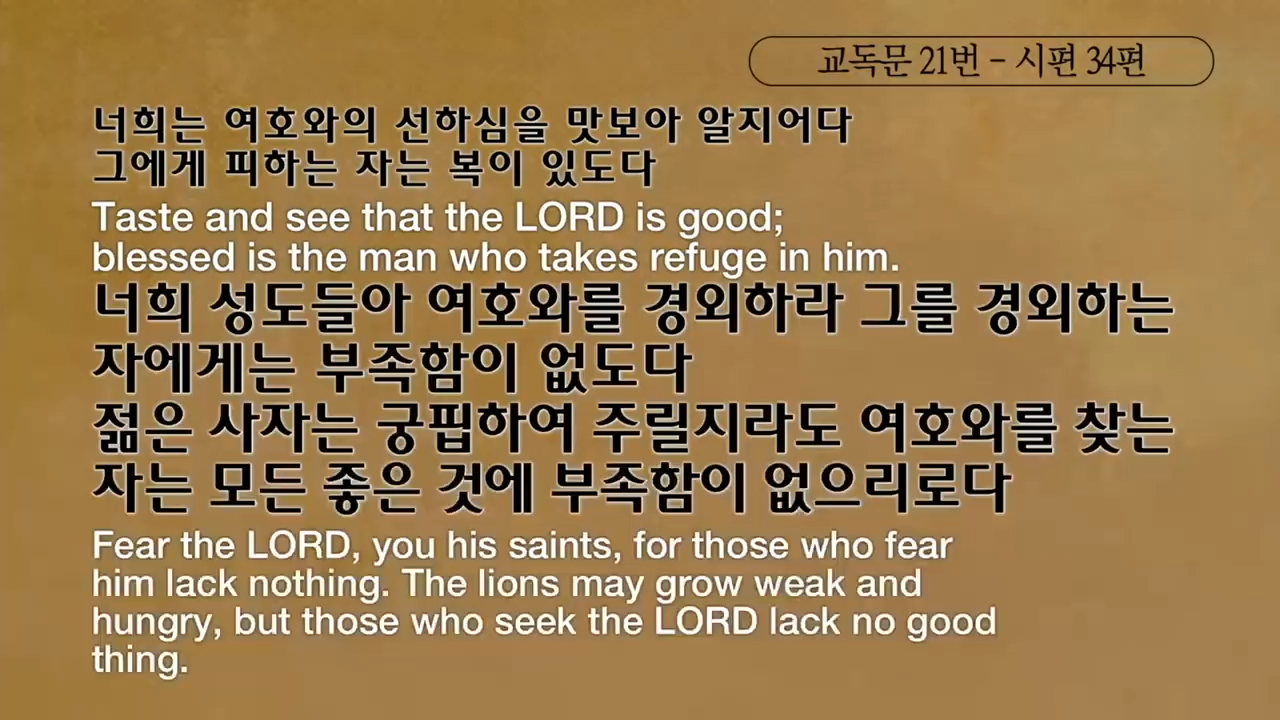 교독문 21번 - 시편 34편
너희는 여호와의 선하심을 맛보아 알지어다
그에게 피하는 자는 복이 있도다
Taste and see that the LORD is good;
blessed is the man who takes refuge in him.
너희 성도들아 여호와를 경외하라 그를 경외하는
자에게는 부족함이 없도다
젊은 사자는 궁핍하여 주릴지라도 여호와를 찾는
자는 모든 좋은 것에 부족함이 없으리로다
Fear the LORD, you his saints, for those who fear
him lack nothing. The lions may grow weak and
hungry, but those who seek the LORD lack no good
thing.